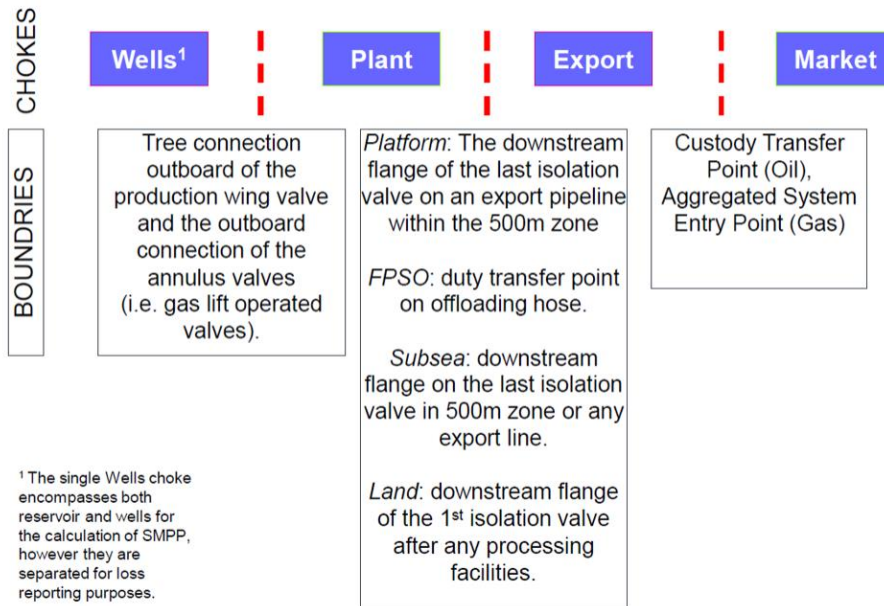 CHOKES
Wells¹
Plant
Export
Market
BOUNDRIES
Tree connection
outboard of the
production wing valve
and the outboard
connection of the
annulus valves
(i.e. gas lift operated
valves).
Platform: The downstream
flange of the last isolation
valve on an export pipeline
within the 500m zone
FPSO: duty transfer point
on offloading hose.
Subsea: downstream
flange on the last isolation
valve in 500m zone or any
export line.
Land: downstream flange
of the 1st isolation valve
after any processing
facilities.
Custody Transfer
Point (Oil),
Aggregated System
Entry Point (Gas)
¹ The single Wells choke
encompasses both
reservoir and wells for
the calculation of SMPP,
however they are
separated for loss
reporting purposes.